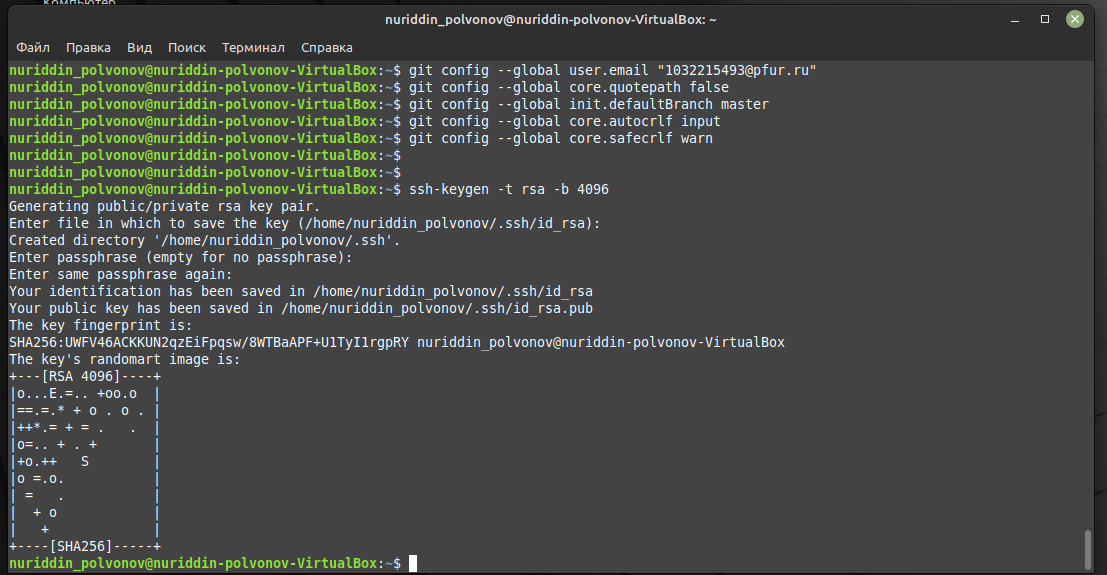 Компьютер
nuriddin_polvonov@nuriddin-polvonov-VirtualBox: ~
Файл Правка Вид Поиск Терминал Справка
nuriddin_polvonov@nuriddin-polvonov-VirtualBox:~$ git config --global user.email "1032215493@pfur.ru"
nuriddin_polvonov@nuriddin-polvonov-VirtualBox:~$ git config --global core.quotepath false
nuriddin_polvonov@nuriddin-polvonov-VirtualBox:~$ git config --global init.defaultBranch master
nuriddin_polvonov@nuriddin-polvonov-VirtualBox:~$ git config --global core.autocrlf input
nuriddin_polvonov@nuriddin-polvonov-VirtualBox:~$ git config --global core.safecrlf warn
nuriddin_polvonov@nuriddin-polvonov-VirtualBox:~$
nuriddin_polvonov@nuriddin-polvonov-VirtualBox:~$
nuriddin_polvonov@nuriddin-polvonov-VirtualBox:~$ ssh-keygen -t rsa -b 4096
Generating public/private rsa key pair.
Enter file in which to save the key (/home/nuriddin_polvonov/.ssh/id_rsa):
Created directory '/home/nuriddin_polvonov/.ssh'.
Enter passphrase (empty for no passphrase):
Enter same passphrase again:
Your identification has been saved in /home/nuriddin_polvonov/.ssh/id_rsa
Your public key has been saved in /home/nuriddin_polvonov/.ssh/id_rsa.pub
The key fingerprint is:
SHA256:UWFV46ACKKUN2qzEiFpqsw/8WTBaAPF+U1TyI1rgpRY nuriddin_polvonov@nuriddin-polvonov-VirtualBox
The key's randomart image is:
+---[RSA 4096]----+
|o...E.=.. +oo.o  |
|==.=.* + o . o . |
|++*.= + = .   .  |
|o=.. + . +       |
|+o.++   S        |
|o =.o.           |
| =   .           |
|  + o            |
|   +             |
+----[SHA256]-----+
nuriddin_polvonov@nuriddin-polvonov-VirtualBox:~$